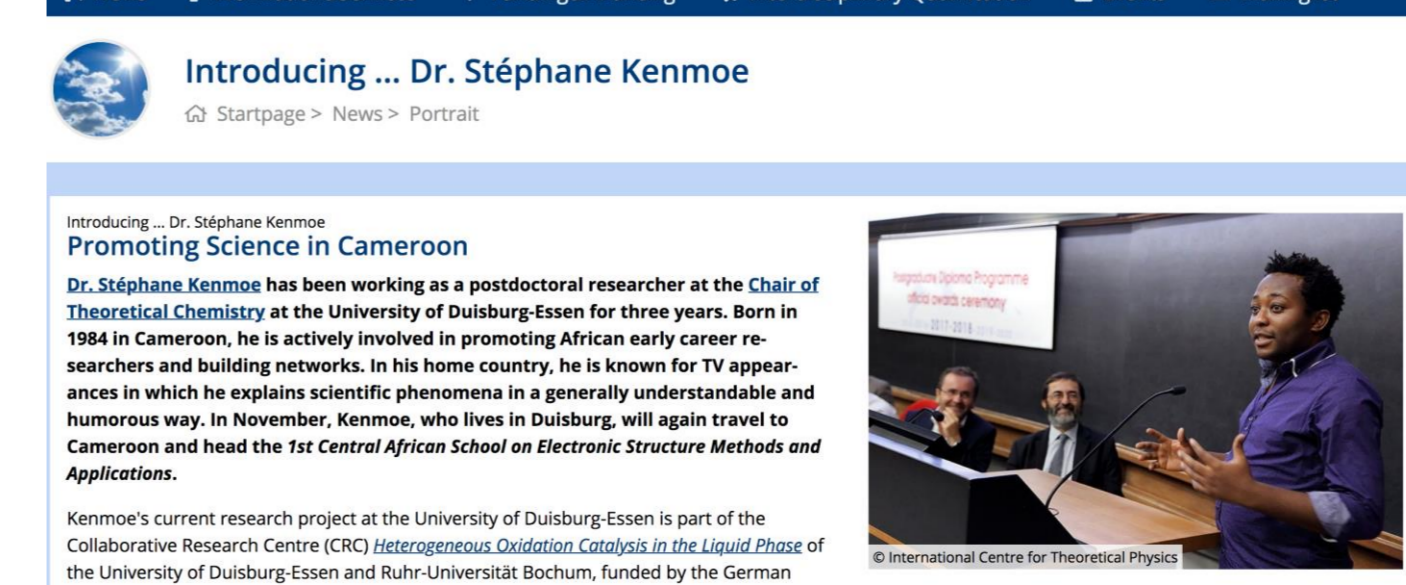 Introducing ... Dr. Stéphane Kenmoe
Startpage > News > Portrait
Introducing ... Dr. Stéphane Kenmoe
Promoting Science in Cameroon
Dr. Stéphane Kenmoe has been working as a postdoctoral researcher at the Chair of
Theoretical Chemistry at the University of Duisburg-Essen for three years. Born in
1984 in Cameroon, he is actively involved in promoting African early career re-
searchers and building networks. In his home country, he is known for TV appear-
ances in which he explains scientific phenomena in a generally understandable and
humorous way. In November, Kenmoe, who lives in Duisburg, will again travel to
Cameroon and head the 1st Central African School on Electronic Structure Methods and
Applications.
Kenmoe's current research project at the University of Duisburg-Essen is part of the
Collaborative Research Centre (CRC) Heterogeneous Oxidation Catalysis in the Liquid Phase of
the University of Duisburg-Essen and Ruhr-Universität Bochum, funded by the German
Postgraduate Diploma Programme
official awards ceremony
2017-2018
© International Centre for Theoretical Physics